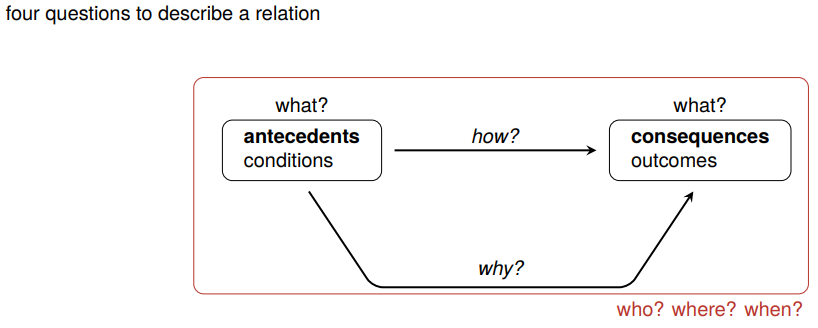 four questions to describe a relation
what?
what?
antecedents
conditions
how?
consequences
outcomes
why?
who? where? when?